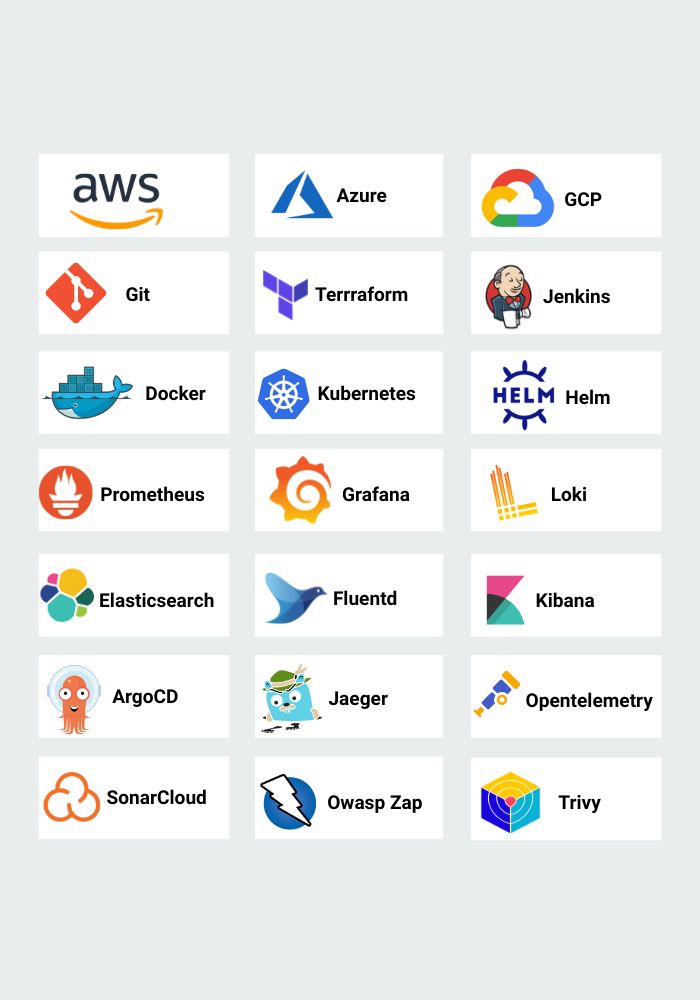 aws
Azure
GCP
Git
Terrraform
Jenkins
Docker
Kubernetes
HELM
Helm
Prometheus
Grafana
Loki
Elasticsearch
Fluentd
Kibana
ArgoCD
Jaeger
Opentelemetry
SonarCloud
Owasp Zap
Trivy